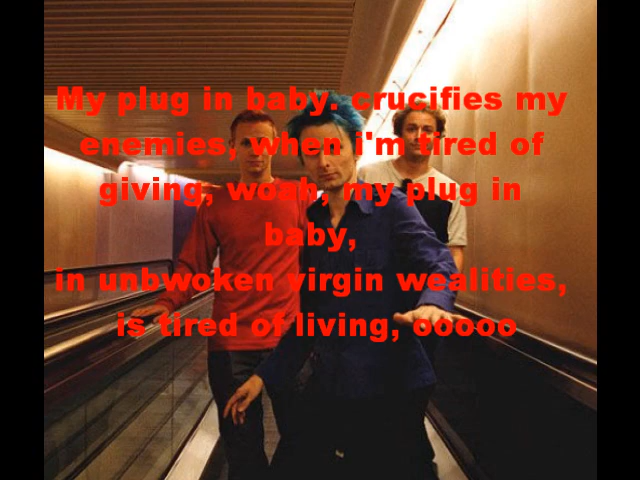 My plug in baby. crucifies my
enemies, when i'm tired of
giving, woah, my plug in
baby,
in unbwoken virgin wealities,
is tired of living, ooooo